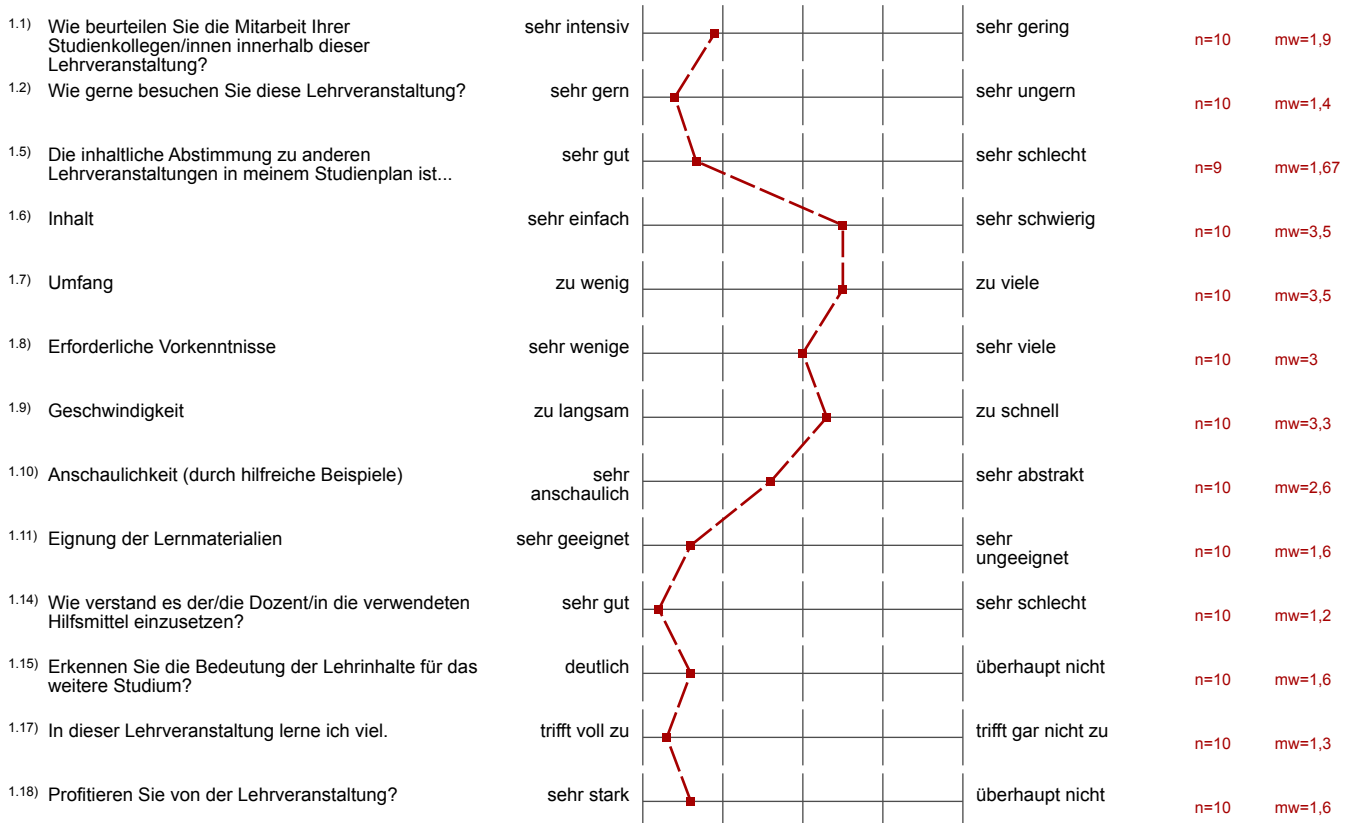 1.1) Wie beurteilen Sie die Mitarbeit Ihrer sehr intensiv sehr gering n=10 mw=1,9
Studienkollegen/innen innerhalb dieser
Lehrveranstaltung?
1.2) Wie gerne besuchen Sie diese Lehrveranstaltung? sehr gern sehr ungern n=10 mw=1,4
1.5) Die inhaltliche Abstimmung zu anderen sehr gut sehr schlecht n=9 mw=1,67
Lehrveranstaltungen in meinem Studienplan ist...
1.6) Inhalt sehr einfach sehr schwierig n=10 mw=3,5
1.7) Umfang zu wenig zu viele n=10 mw=3,5
1.8) Erforderliche Vorkenntnisse sehr wenige sehr viele n=10 mw=3
1.9) Geschwindigkeit zu langsam zu schnell n=10 mw=3,3
1.10) Anschaulichkeit (durch hilfreiche Beispiele) sehr sehr abstrakt n=10 mw=2,6
anschaulich
1.11) Eignung der Lernmaterialien sehr geeignet sehr n=10 mw=1,6
ungeeignet
1.14) Wie verstand es der/die Dozent/in die verwendeten sehr gut sehr schlecht n=10 mw=1,2
Hilfsmittel einzusetzen?
1.15) Erkennen Sie die Bedeutung der Lehrinhalte für das deutlich überhaupt nicht n=10 mw=1,6
weitere Studium?
1.17) In dieser Lehrveranstaltung lerne ich viel. trifft voll zu trifft gar nicht zu n=10 mw=1,3
1.18) Profitieren Sie von der Lehrveranstaltung? sehr stark überhaupt nicht n=10 mw=1,6